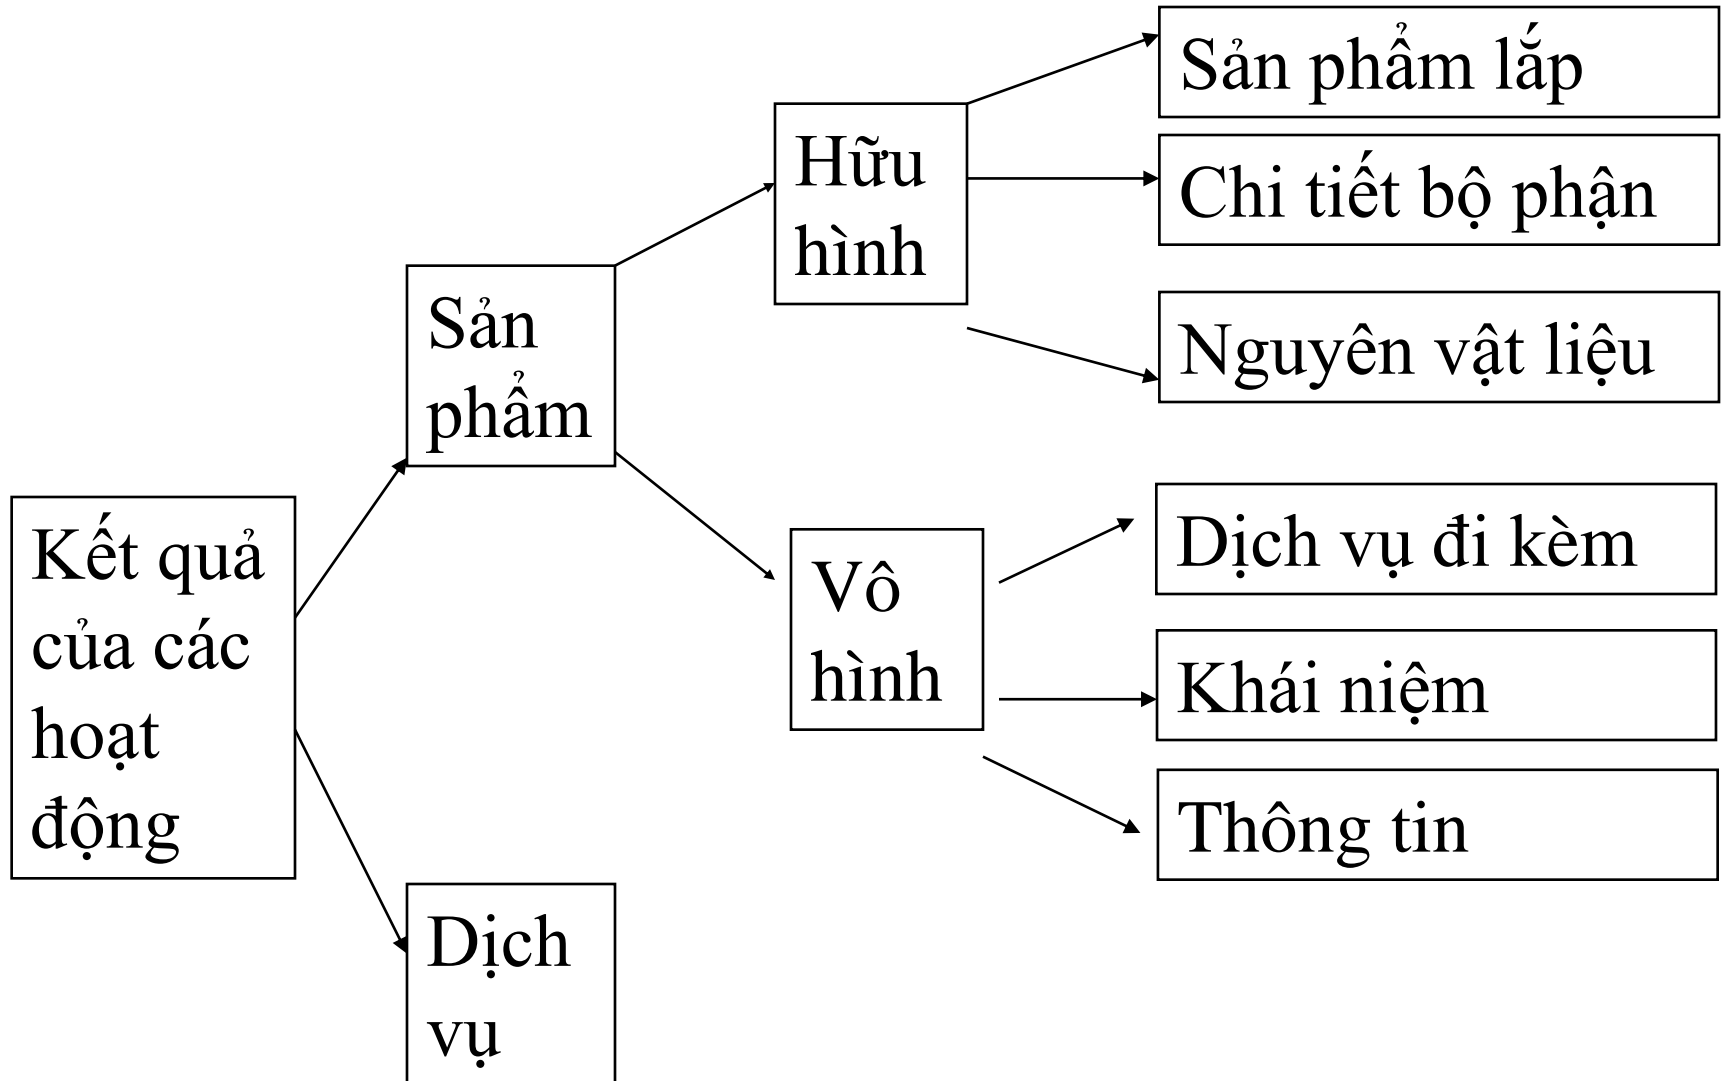 Kết quả
của các
hoạt
động
Sản
phẩm
Dịch
vụ
Hữu
hình
Vô
hình
Sản phẩm lắp
Chi tiết bộ phận
Nguyên vật liệu
Dịch vụ đi kèm
Khái niệm
Thông tin